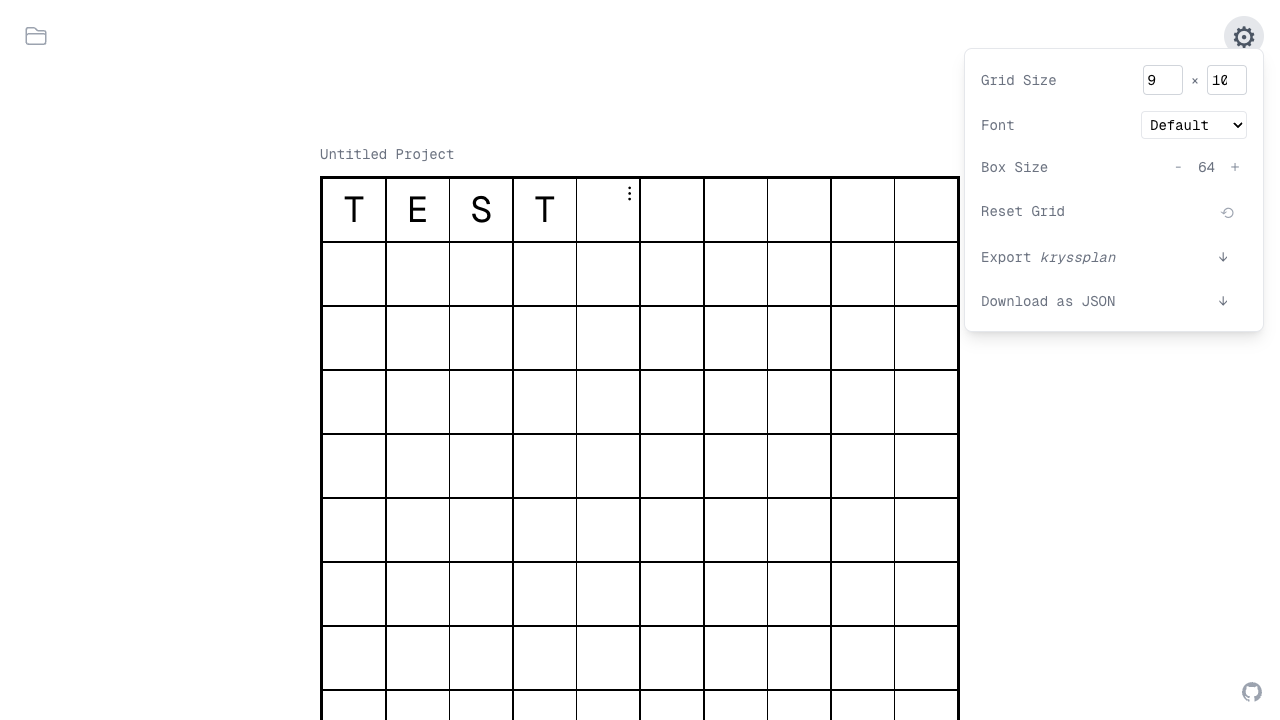 Grid Size 9 × 10
Font Default
Untitled Project
Box Size - 64 +
T E S T
Reset Grid
Export kryssplan
Download as JSON